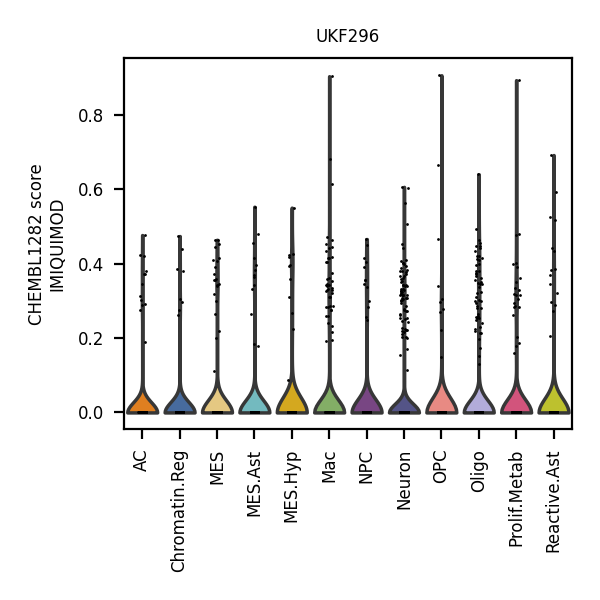 UKF296
CHEMBL1282 score
IMIQUIMOD
0.8
0.6
0.4
0.2
0.0
AC
Chromatin.Reg
MES
MES.Ast
MES.Hyp
Mac
NPC
Neuron
OPC
Oligo
Prolif.Metab
Reactive.Ast